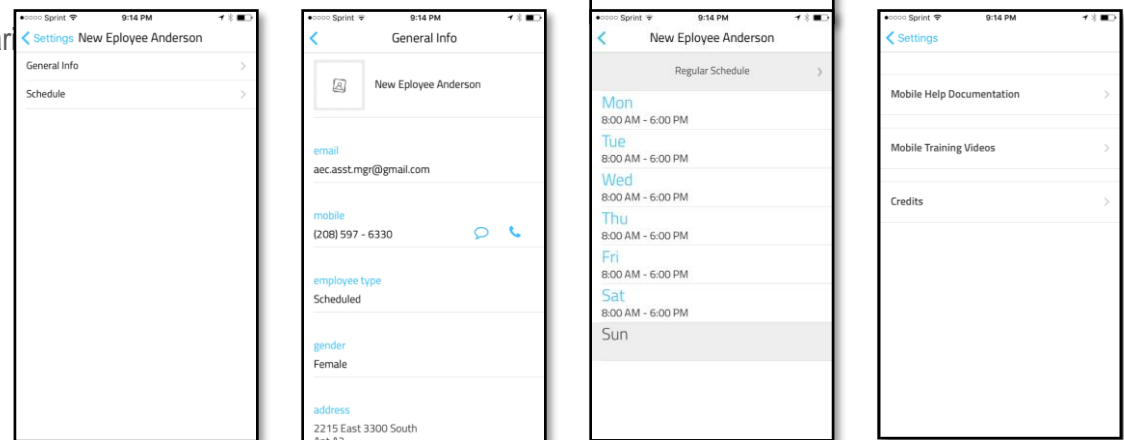 ari
●○○○○ Sprint 9:14 PM
Settings New Eployee Anderson
General Info
Schedule
●○○○○ Sprint 9:14 PM
General Info
New Eployee Anderson
email
aec.asst.mgr@gmail.com
mobile
(208) 597 - 6330
employee type
Scheduled
gender
Female
address
2215 East 3300 South
Apt A2
●○○○○ Sprint 9:14 PM
New Eployee Anderson
Regular Schedule
Mon
8:00 AM - 6:00 PM
Tue
8:00 AM - 6:00 PM
Wed
8:00 AM - 6:00 PM
Thu
8:00 AM - 6:00 PM
Fri
8:00 AM - 6:00 PM
Sat
8:00 AM - 6:00 PM
Sun
●○○○○ Sprint 9:14 PM
Settings
Mobile Help Documentation
Mobile Training Videos
Credits